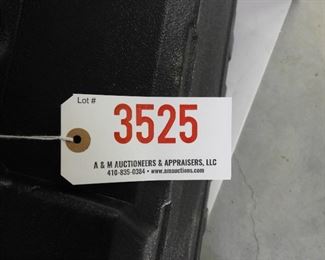 Lot #
3525
A & M AUCTIONEERS & APPRAISERS, LLC
410-835-0384 • www.amauctions.com